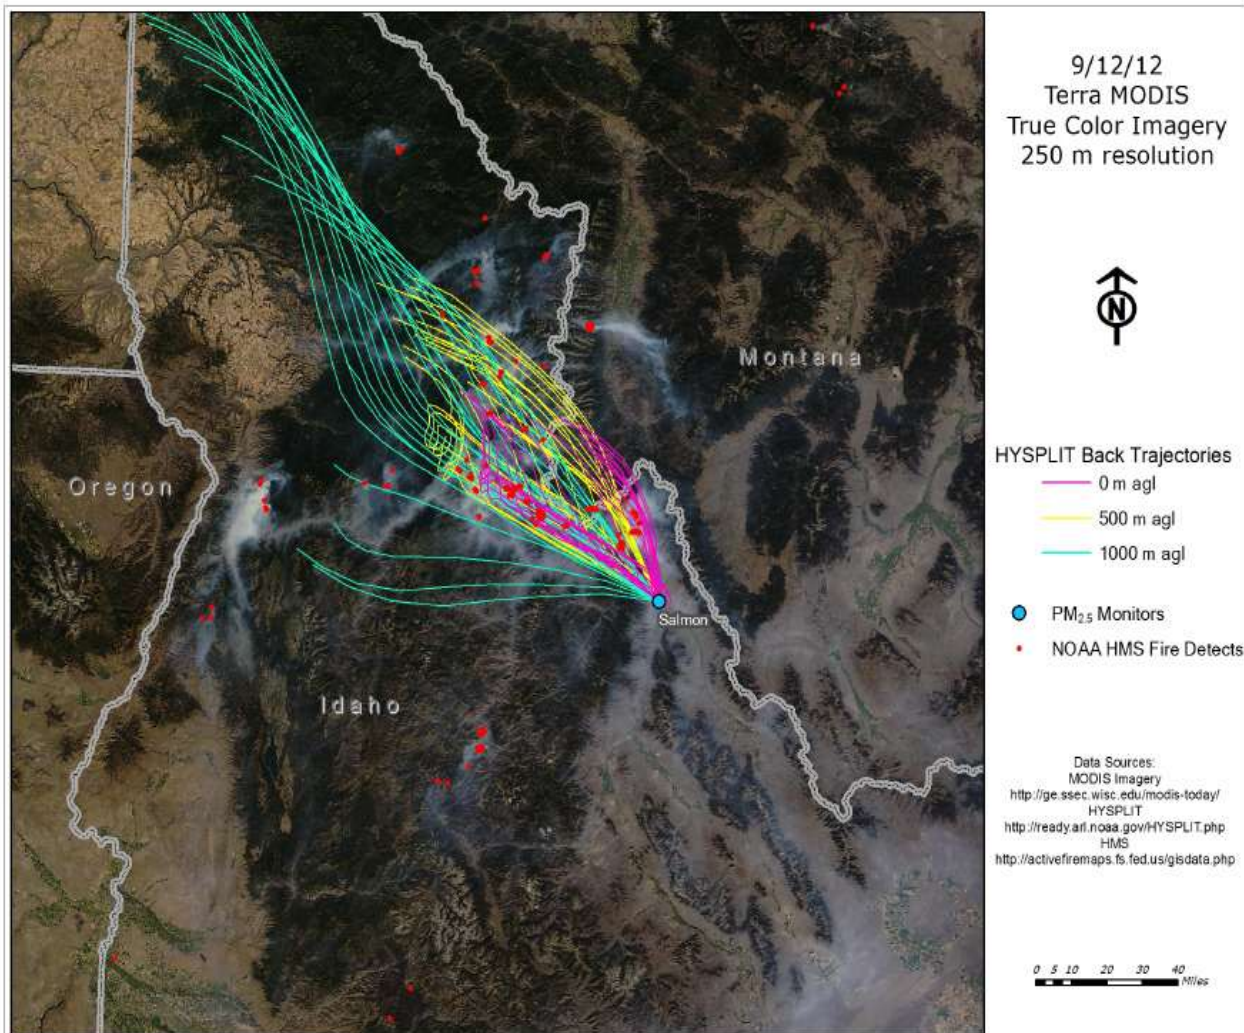 9/12/12
Terra MODIS
True Color Imagery
250 m resolution
N
Montana
HYSPLIT Back Trajectories
0 m agl
Oregon
500 m agl
1000 m agl
Salmon
PM2.5 Monitors
NOAA HMS Fire Detects
Idaho
Data Sources:
MODIS Imagery
http://ge.ssec.wisc.edu/modis-today/
HYSPLIT
http://ready.arl.noaa.gov/HYSPLIT.php
HMS
http://activefiremaps.fs.fed.us/gisdata.php
0 5 10 20 30 40
Miles